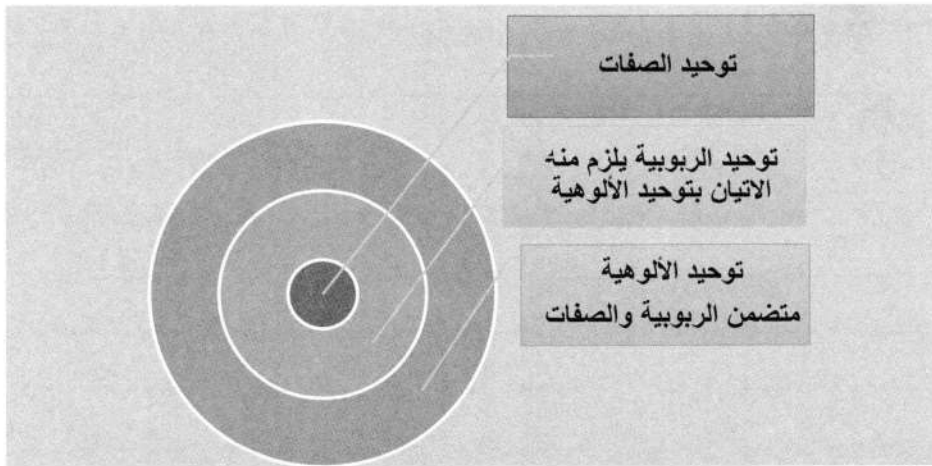 توحيد الصفات
توحيد الربوبية يلزم منه
الاتيان بتوحيد الألوهية
توحيد الألوهية
متضمن الربوبية والصفات